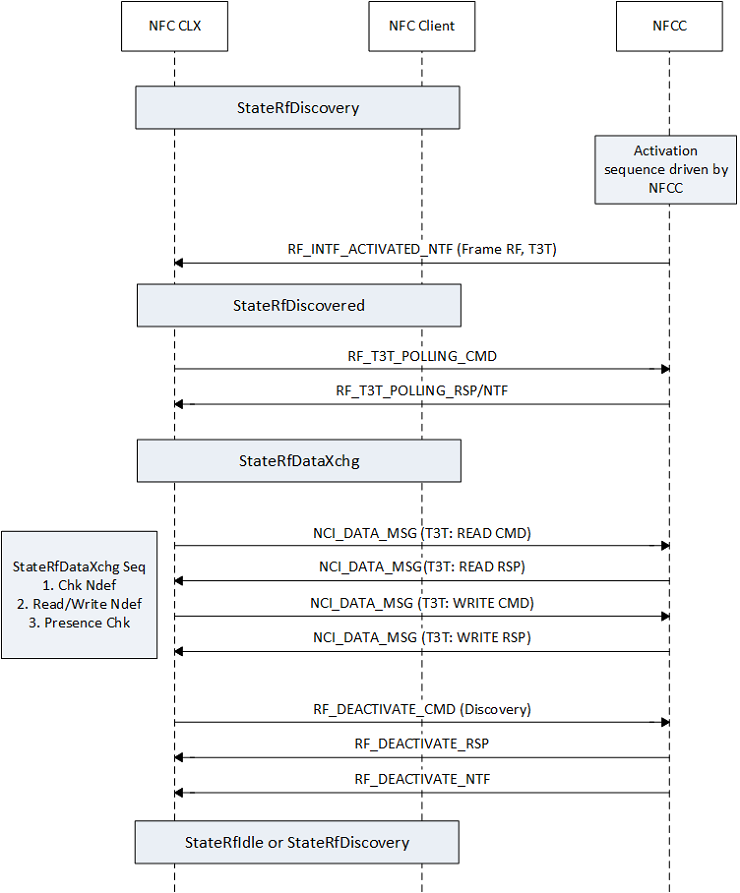 NFC CLX
NFC Client
NFCC
StateRfDiscovery
Activation
sequence driven by
NFCC
RF_INTF_ACTIVATED_NTF (Frame RF, T3T)
StateRfDiscovered
RF_T3T_POLLING_CMD
RF_T3T_POLLING_RSP/NTF
StateRfDataXchg
NCI_DATA_MSG (T3T: READ CMD)
StateRfDataXchg Seq
1. Chk Ndef
2. Read/Write Ndef
3. Presence Chk
NCI_DATA_MSG(T3T: READ RSP)
NCI_DATA_MSG (T3T: WRITE CMD)
NCI_DATA_MSG (T3T: WRITE RSP)
RF_DEACTIVATE_CMD (Discovery)
RF_DEACTIVATE_RSP
RF_DEACTIVATE_NTF
StateRfIdle or StateRfDiscovery